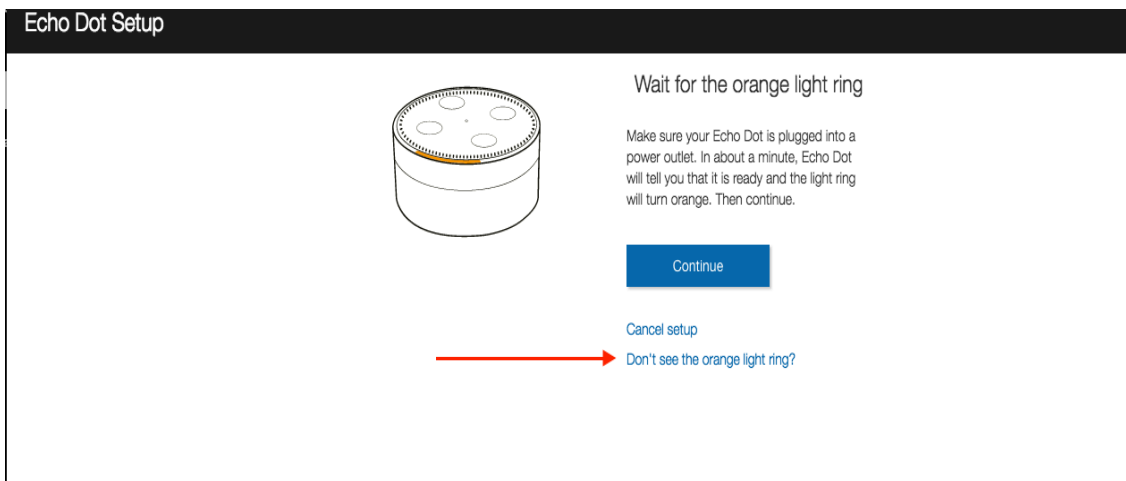 Echo Dot Setup
Wait for the orange light ring
Make sure your Echo Dot is plugged into a
power outlet. In about a minute, Echo Dot
will tell you that it is ready and the light ring
will turn orange. Then continue.
Continue
Cancel setup
Don't see the orange light ring?